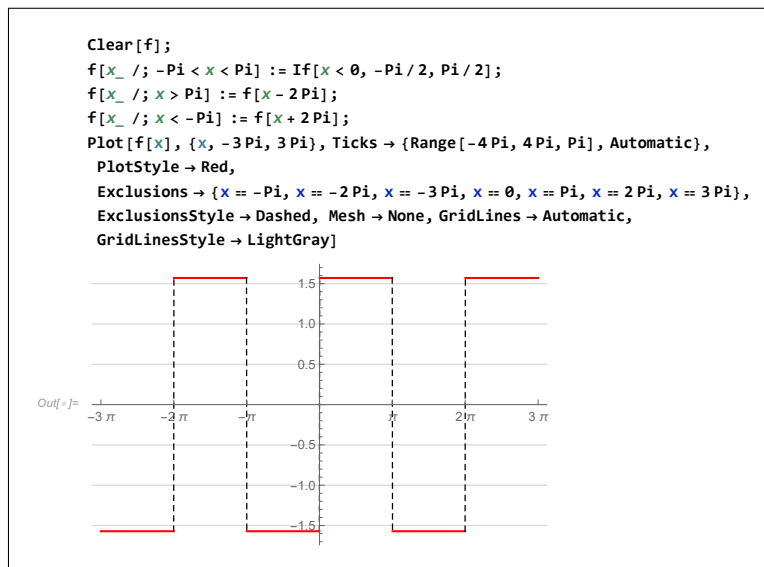 Clear[f];
f[x_ /; -Pi < x < Pi] := If[x < 0, -Pi/2, Pi/2];
f[x_ /; x > Pi] := f[x - 2 Pi];
f[x_ /; x < -Pi] := f[x + 2 Pi];
Plot[f[x], {x, -3 Pi, 3 Pi}, Ticks → {Range[-4 Pi, 4 Pi, Pi], Automatic},
PlotStyle → Red,
Exclusions → {x == -Pi, x == -2 Pi, x == -3 Pi, x == 0, x == Pi, x == 2 Pi, x == 3 Pi},
ExclusionsStyle → Dashed, Mesh → None, GridLines → Automatic,
GridLinesStyle → LightGray]
1.5
1.0
0.5
Out[•]=
-3 π -2 π -π π 2 π 3 π
-0.5
-1.0
-1.5